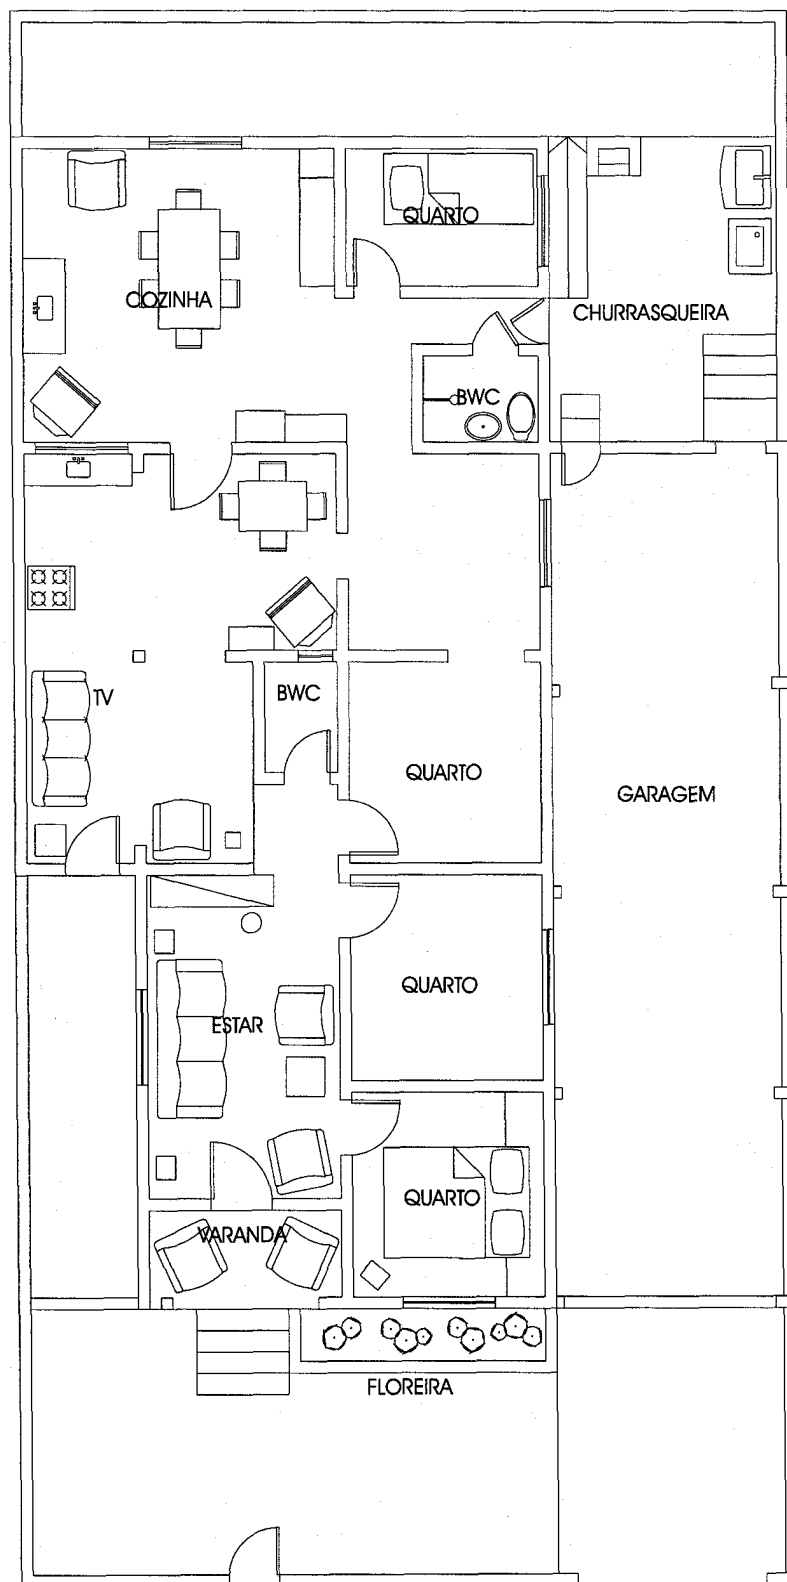 QUARTO
COZINHA
CHURRASQUEIRA
BWC
TV
BWC
QUARTO
GARAGEM
QUARTO
ESTAR
QUARTO
VARANDA
FLOREIRA